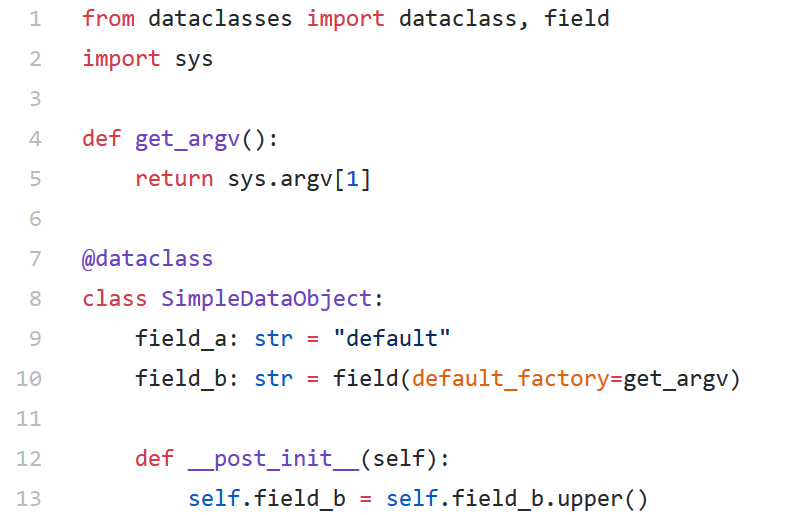 1 from dataclasses import dataclass, field
2 import sys
3
4 def get_argv():
5     return sys.argv[1]
6
7 @dataclass
8 class SimpleDataObject:
9     field_a: str = "default"
10     field_b: str = field(default_factory=get_argv)
11
12     def __post_init__(self):
13         self.field_b = self.field_b.upper()